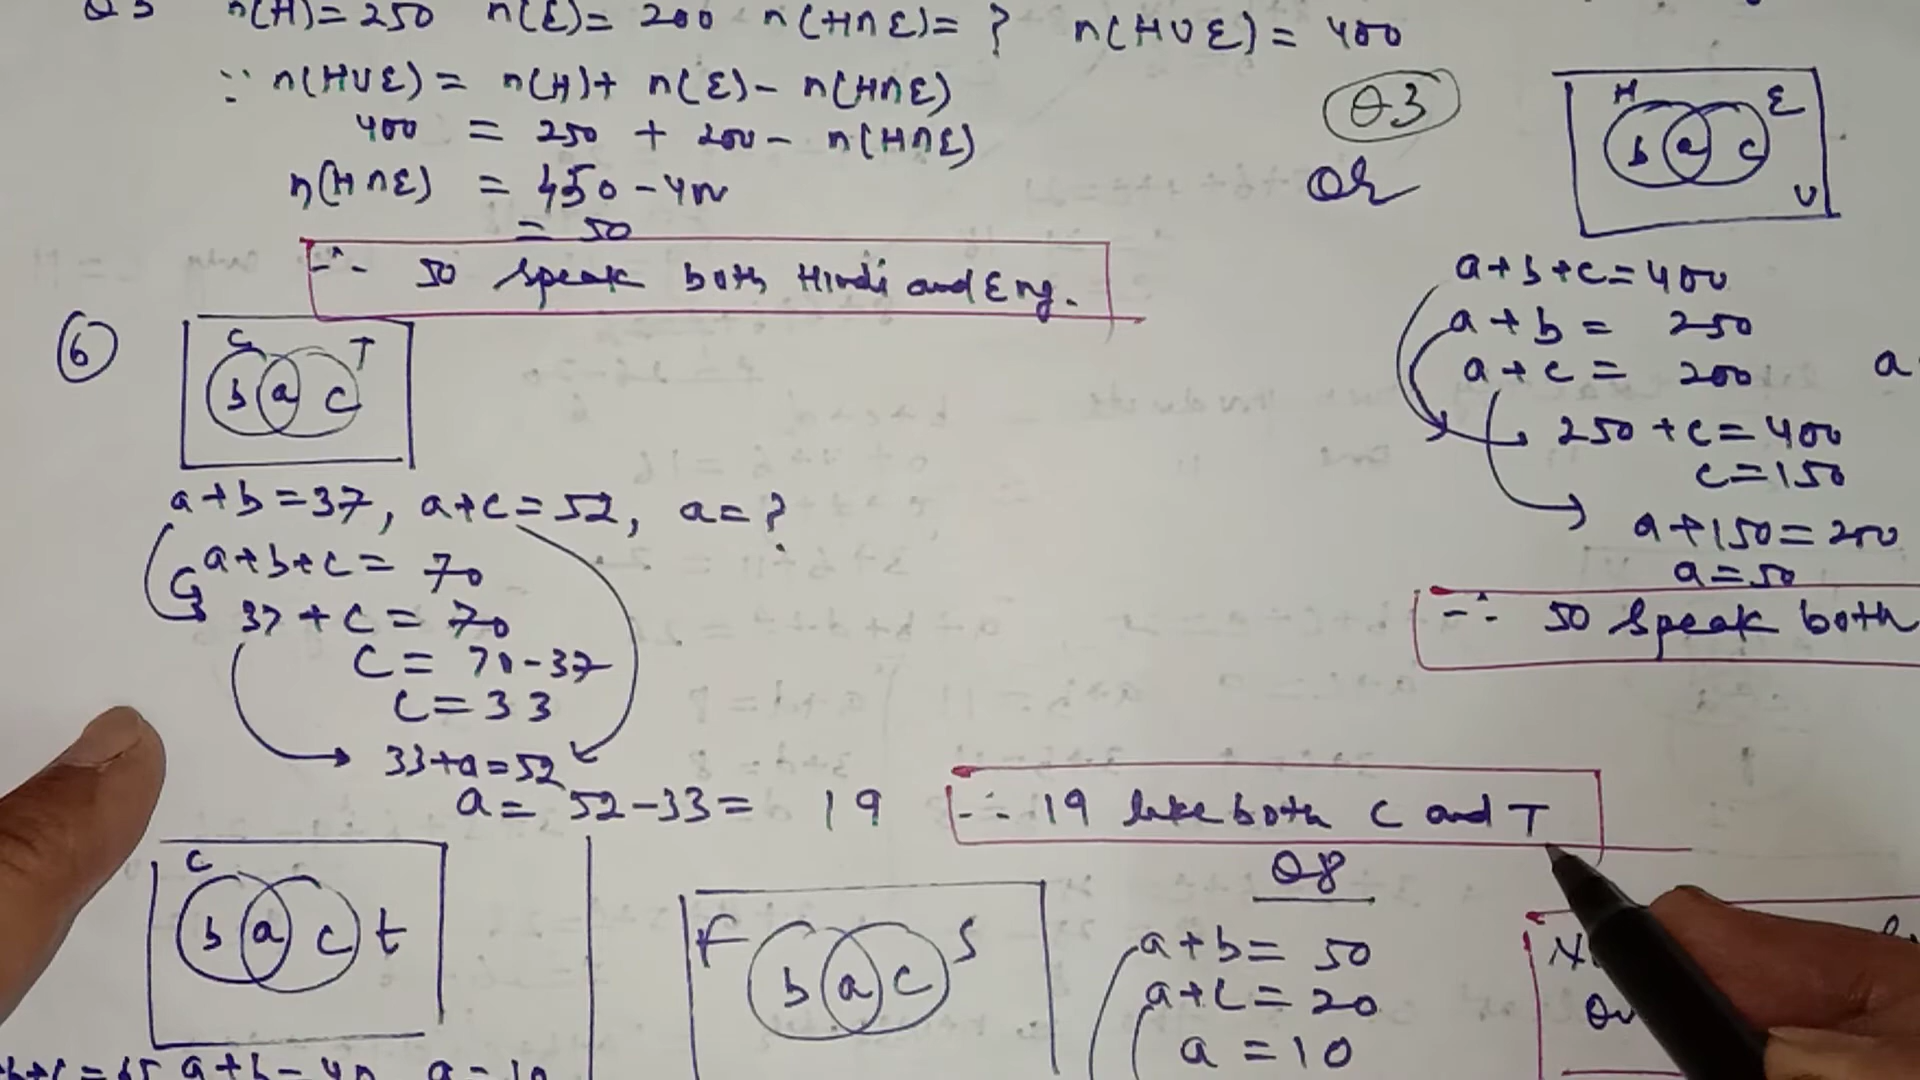 n(H)=250 n(E)=200 n(H∩E)=? n(H∪E)=400
∵ n(H∪E)= n(H)+ n(E)- n(H∩E)
400 = 250 + 200- n(H∩E)
n(H∩E) = 450-400
= 50
∴ 50 speak both Hindi and Eng.
Q3
Or
H E
b a c
U
a+b+c=400
a+b= 250
a+c= 200
a
250+c=400
c=150
a+150=200
a=50
∴ 50 speak both
6
C T
b a c
a+b=37, a+c=52, a=?
a+b+c= 70
37+c=70
c= 70-37
c=33
33+a=52
a= 52-33= 19
∴ 19 like both C and T
C
b a c t
a+b=40 a=10
F S
b a c
Q8
a+b= 50
a+c= 20
a =10